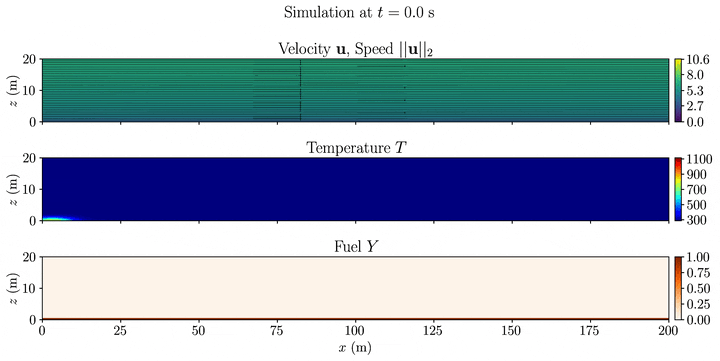 Simulation at t = 0.0 s
Velocity u, Speed ||u||₂
20
10
0
z (m)
10.6
8.0
5.3
2.7
0.0
Temperature T
20
10
0
z (m)
1100
900
700
500
300
Fuel Y
20
10
0
z (m)
1.00
0.75
0.50
0.25
0.00
0 25 50 75 100 125 150 175 200
x (m)